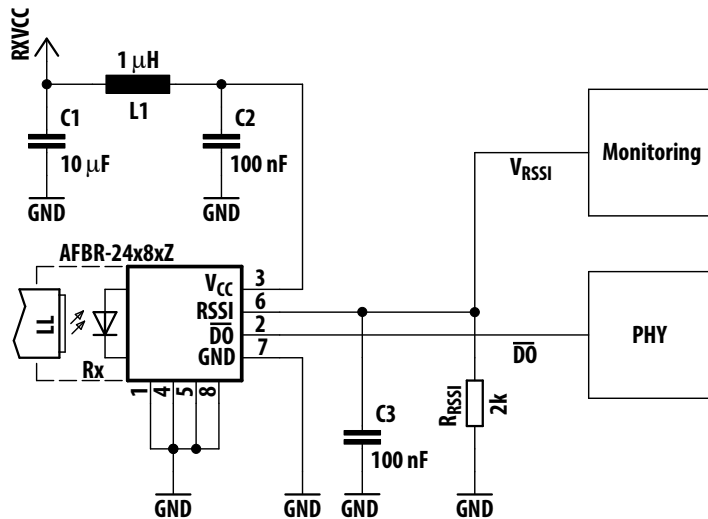 RXVCC
1 µH
L1
C1
10 µF
C2
100 nF
GND
GND
Monitoring
VRSSI
AFBR-24x8xZ
LL
Rx
VCC 3
RSSI 6
DO 2
GND 7
1 4 5 8
DO
PHY
C3
100 nF
RRSSI
2k
GND
GND
GND
GND